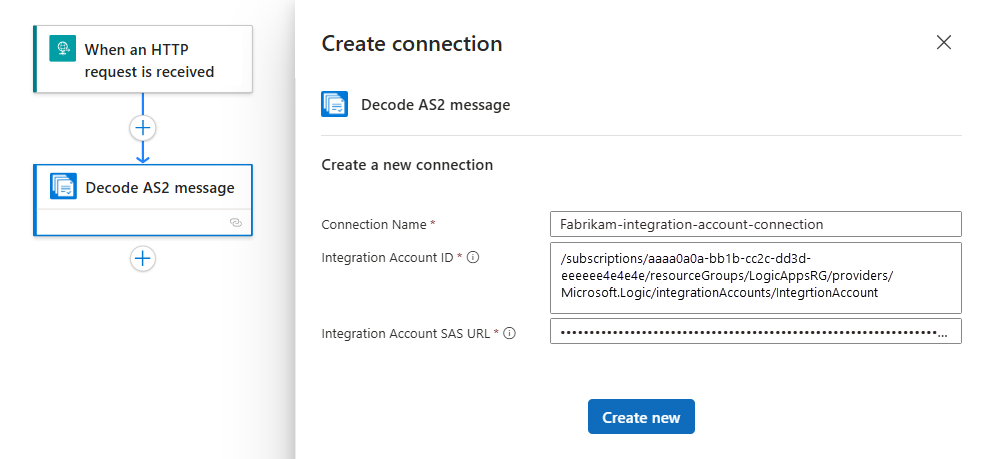 When an HTTP
request is received
Decode AS2 message
Create connection
Decode AS2 message
Create a new connection
Connection Name *
Fabrikam-integration-account-connection
Integration Account ID *
/subscriptions/aaaa0a0a-bb1b-cc2c-dd3d-
eeeeee4e4e4e/resourceGroups/LogicAppsRG/providers/
Microsoft.Logic/integrationAccounts/IntegrtionAccount
Integration Account SAS URL *
Create new